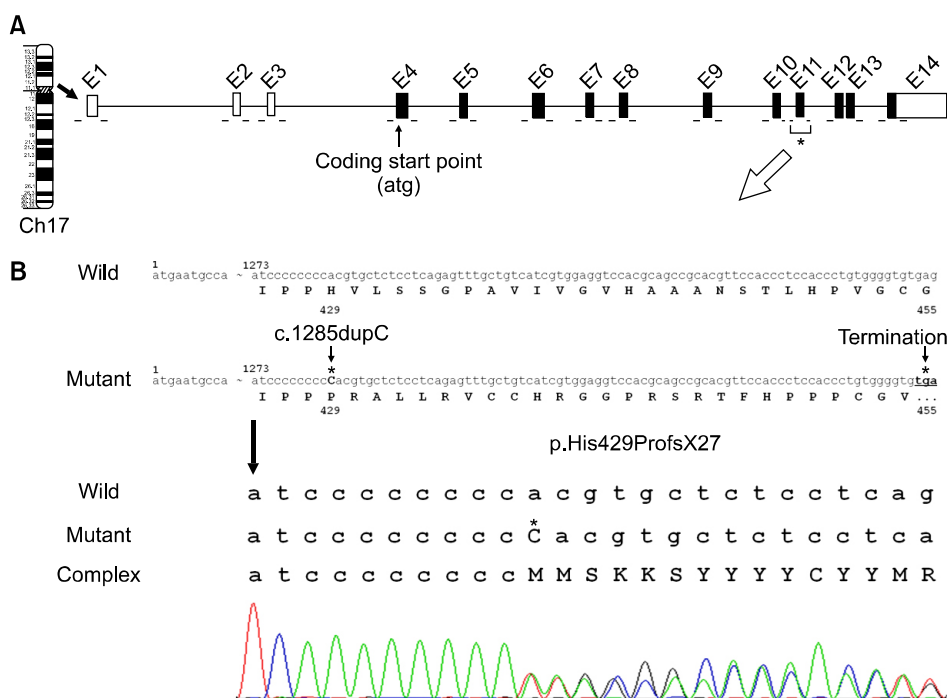 A
E1 E2 E3 E4 E5 E6 E7 E8 E9 E10 E11 E12 E13 E14
*
Coding start point
(atg)
Ch17
B
1 1273
Wild atgaatgcca ~ atcccccccccacgtgctctcctcagagtttgctgtcatcgtggaggtccacgcagccgcacgttccaccctccaccctgtggggtgtgag
I P P H V L S S G P A V I V G V H A A A N S T L H P V G C G
429 455
c.1285dupC Termination
* *
1 1273
Mutant atgaatgcca ~ atcccccccccCacgtgctctcctcagagtttgctgtcatcgtggaggtccacgcagccgcacgttccaccctccaccctgtggggtgtga
I P P P R A L L R V C C H R G G P R S R T F H P P P C G V ...
429 455
p.His429ProfsX27
Wild a t c c c c c c c c a c g t g c t c t c c t c a g
*
Mutant a t c c c c c c c c C a c g t g c t c t c c t c a
Complex a t c c c c c c c c M M S K K S Y Y Y Y C Y Y M R